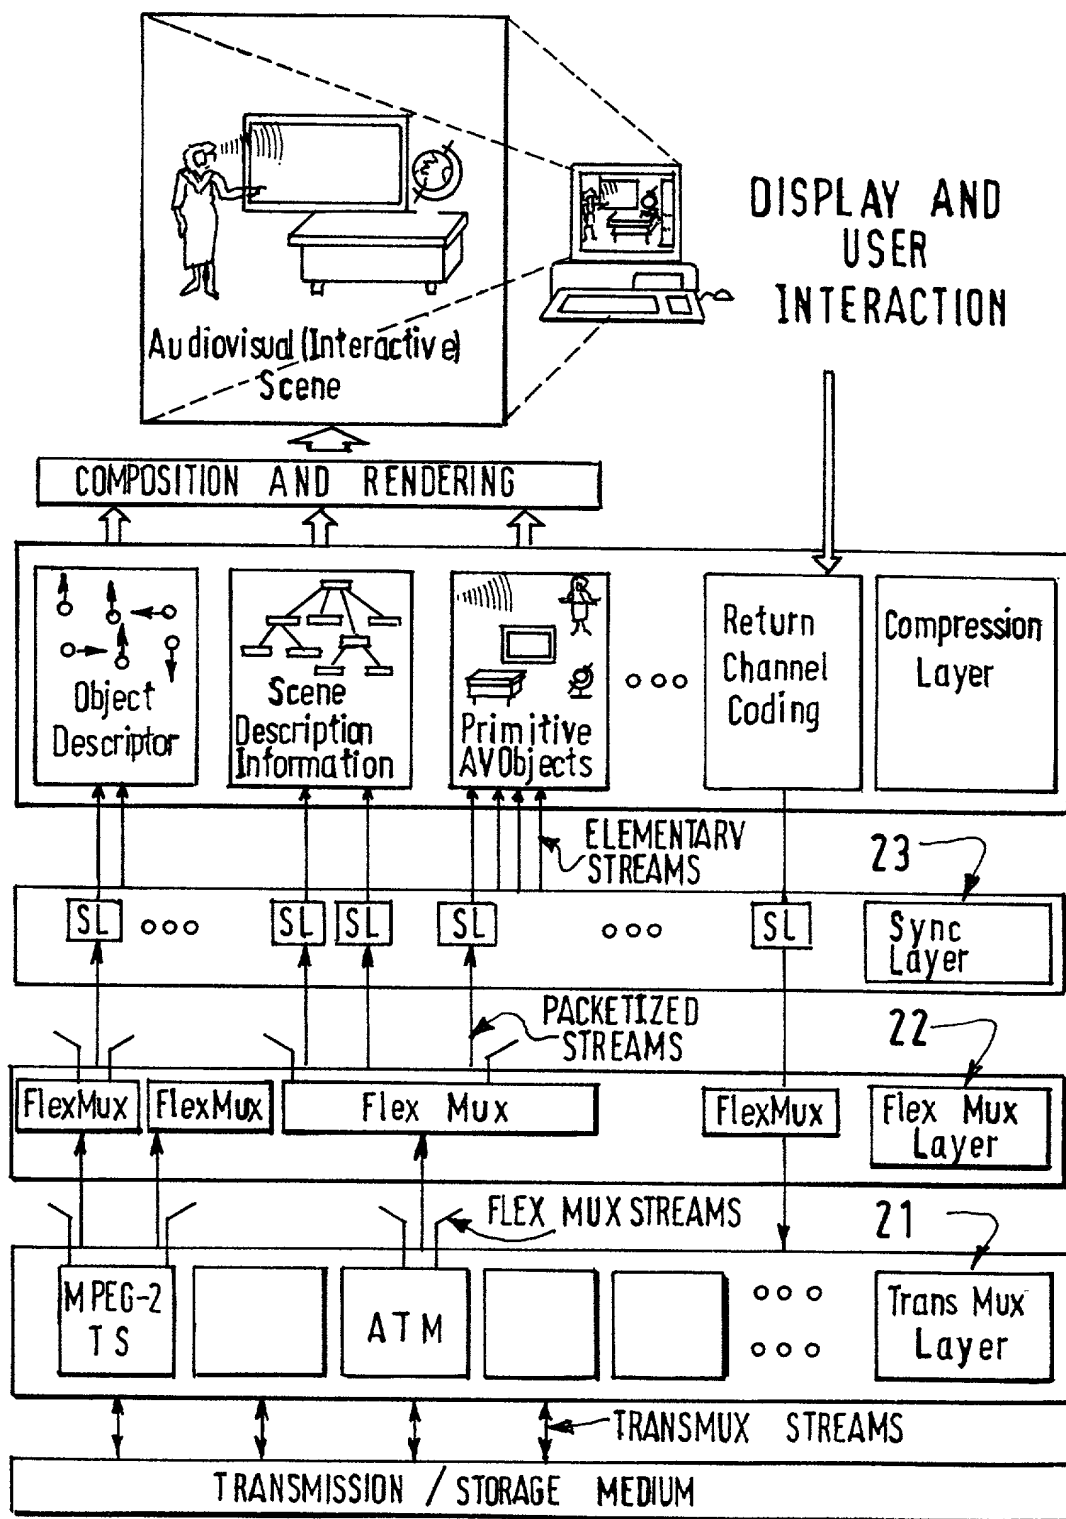 DISPLAY AND
USER
INTERACTION
Audiovisual (Interactive)
Scene
COMPOSITION AND RENDERING
Object
Descriptor
Scene
Description
Information
Primitive
AV Objects
Return
Channel
Coding
Compression
Layer
ELEMENTARY
STREAMS
23
SL
SL
SL
SL
SL
Sync
Layer
PACKETIZED
STREAMS
22
FlexMux
FlexMux
Flex Mux
FlexMux
Flex Mux
Layer
FLEX MUX STREAMS
21
MPEG-2
TS
ATM
Trans Mux
Layer
TRANSMUX STREAMS
TRANSMISSION / STORAGE MEDIUM